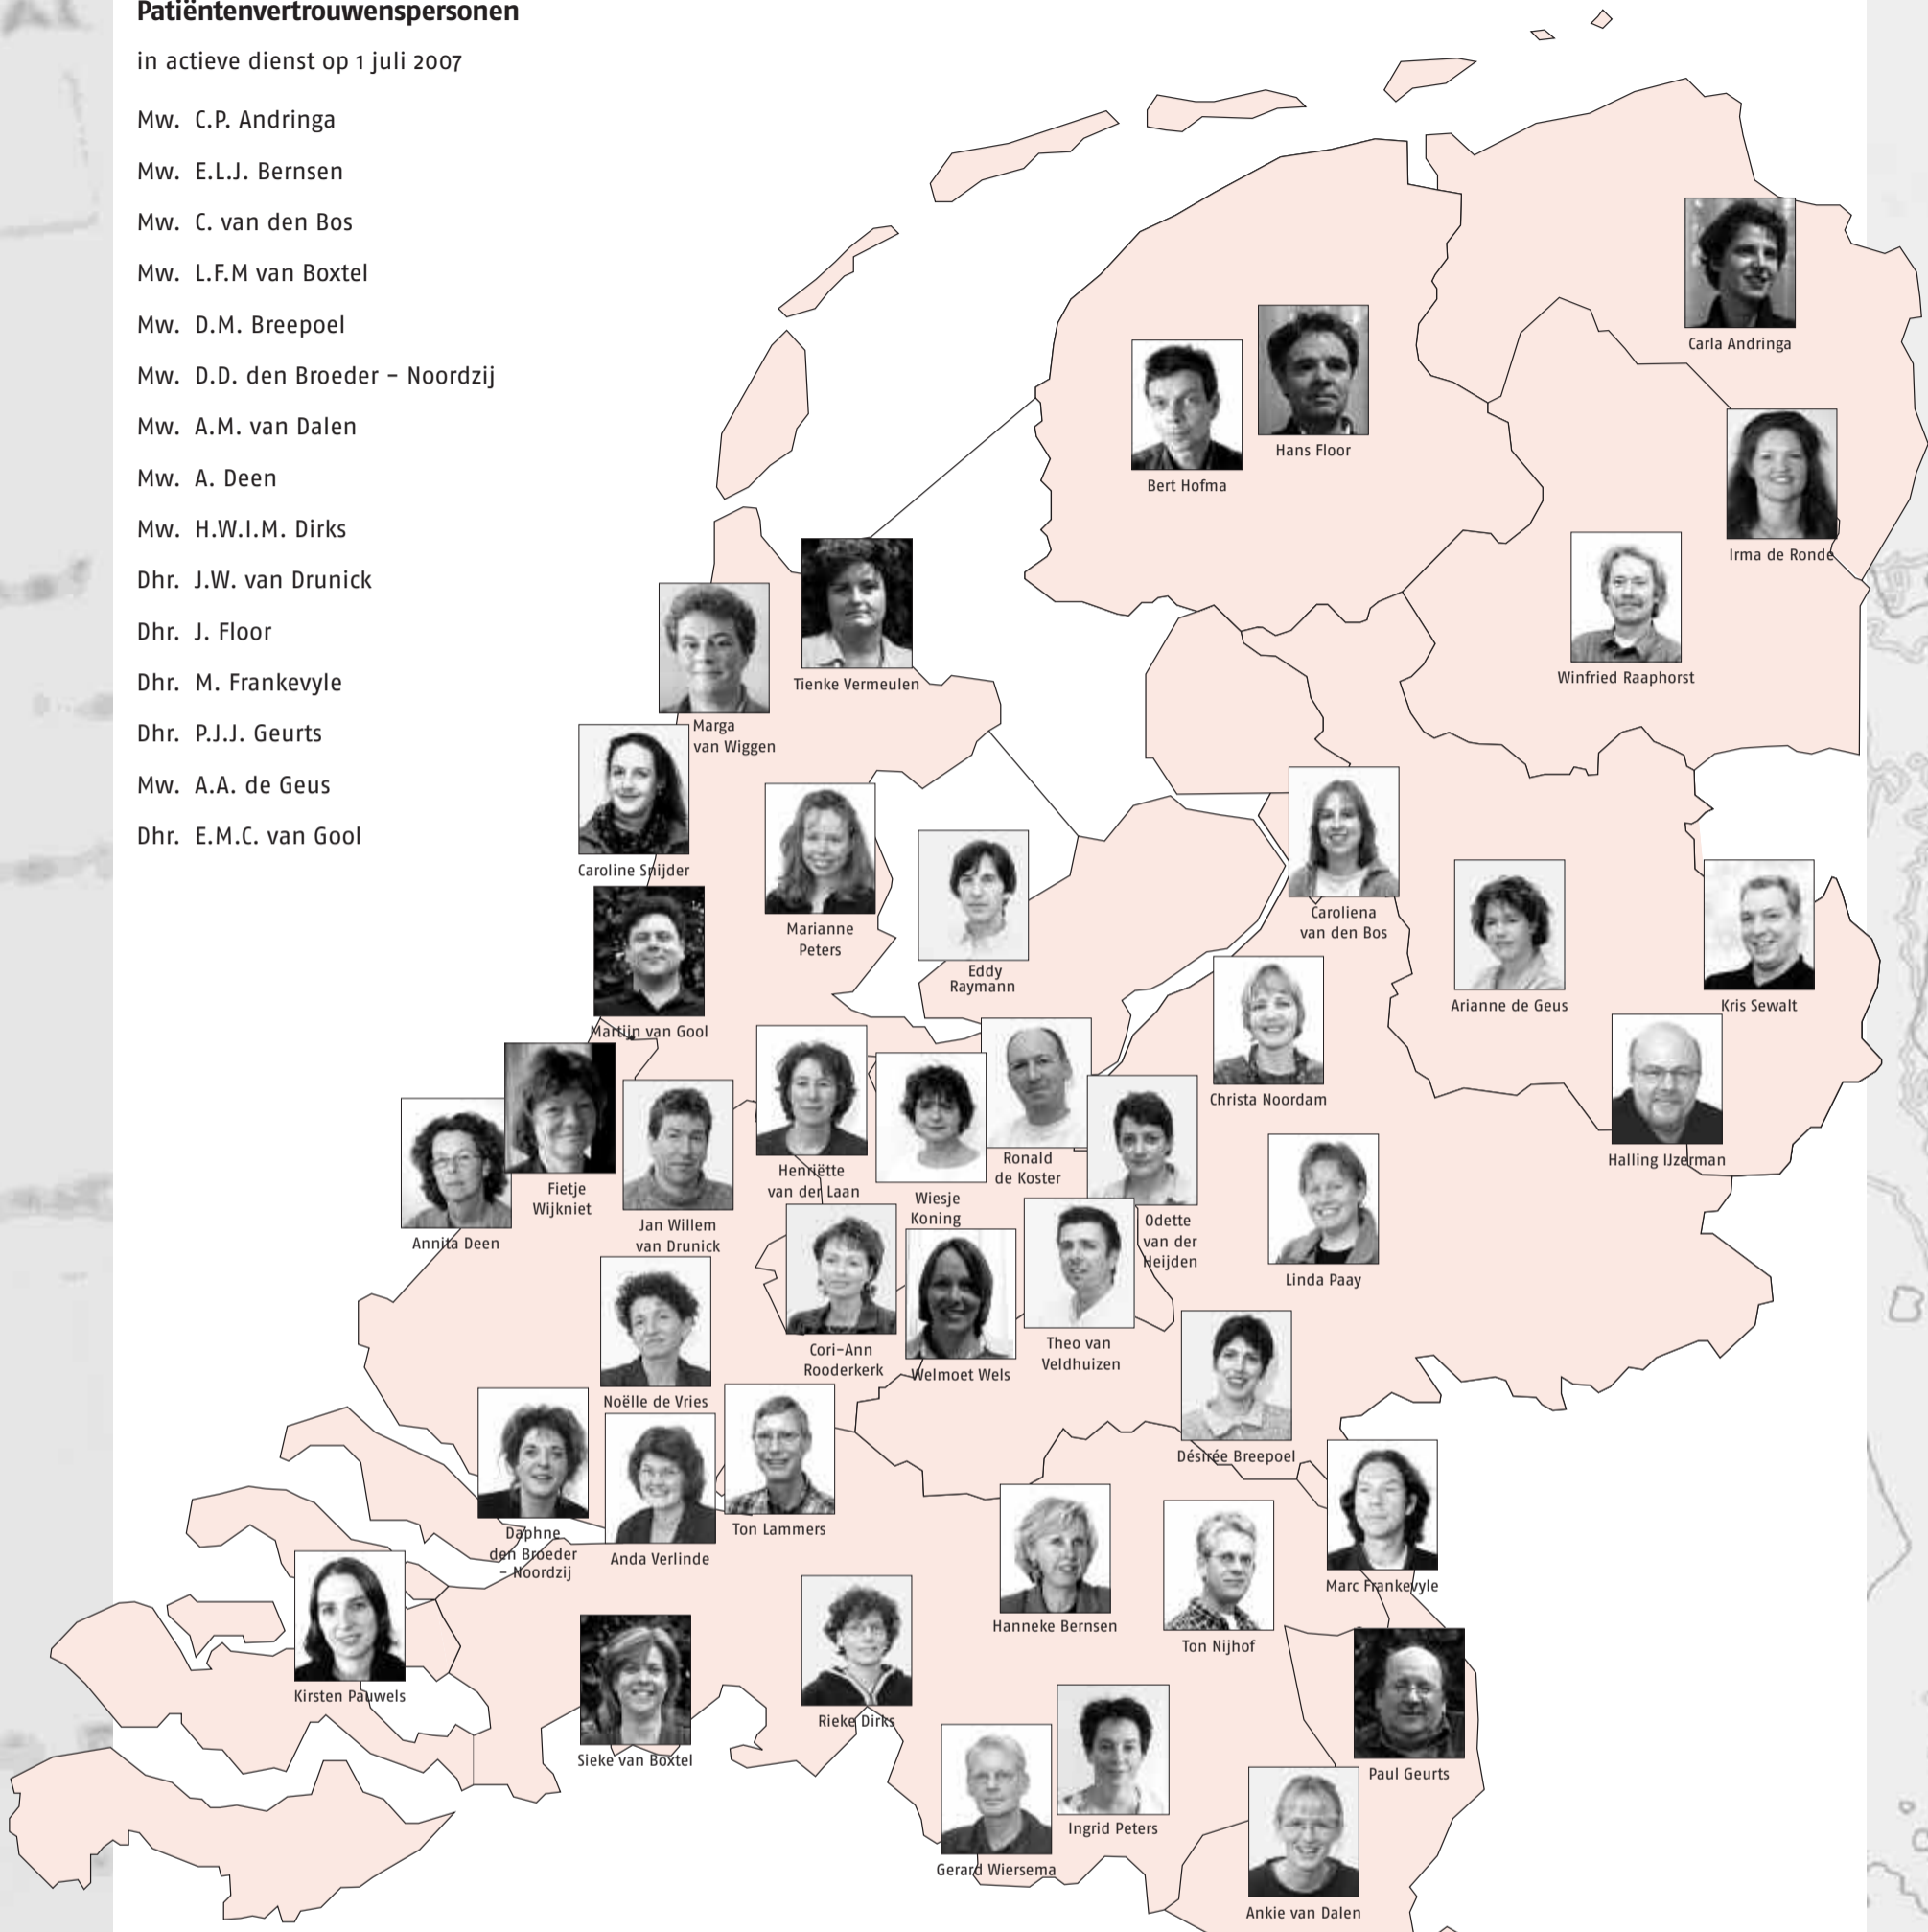 Patiëntenvertrouwenspersonen
in actieve dienst op 1 juli 2007
Mw. C.P. Andringa
Mw. E.L.J. Bernsen
Mw. C. van den Bos
Mw. L.F.M van Boxtel
Mw. D.M. Breepoel
Mw. D.D. den Broeder – Noordzij
Mw. A.M. van Dalen
Mw. A. Deen
Mw. H.W.I.M. Dirks
Dhr. J.W. van Drunick
Dhr. J. Floor
Dhr. M. Frankevyle
Dhr. P.J.J. Geurts
Mw. A.A. de Geus
Dhr. E.M.C. van Gool
Carla Andringa
Hans Floor
Bert Hofma
Irma de Ronde
Winfried Raaphorst
Tienke Vermeulen
Marga
van Wiggen
Caroline Snijder
Marianne
Peters
Eddy
Raymann
Caroliena
van den Bos
Arianne de Geus
Kris Sewalt
Martijn van Gool
Christa Noordam
Halling IJzerman
Henriëtte
van der Laan
Ronald
de Koster
Wiesje
Koning
Fietje
Wijkniet
Jan Willem
van Drunick
Annita Deen
Odette
van der
Heijden
Linda Paay
Cori–Ann
Rooderkerk
Welmoet Wels
Theo van
Veldhuizen
Noëlle de Vries
Désirée Breepoel
Daphne
den Broeder
– Noordzij
Anda Verlinde
Ton Lammers
Marc Frankevyle
Hanneke Bernsen
Ton Nijhof
Kirsten Pauwels
Rieke Dirks
Sieke van Boxtel
Paul Geurts
Ingrid Peters
Gerard Wiersema
Ankie van Dalen